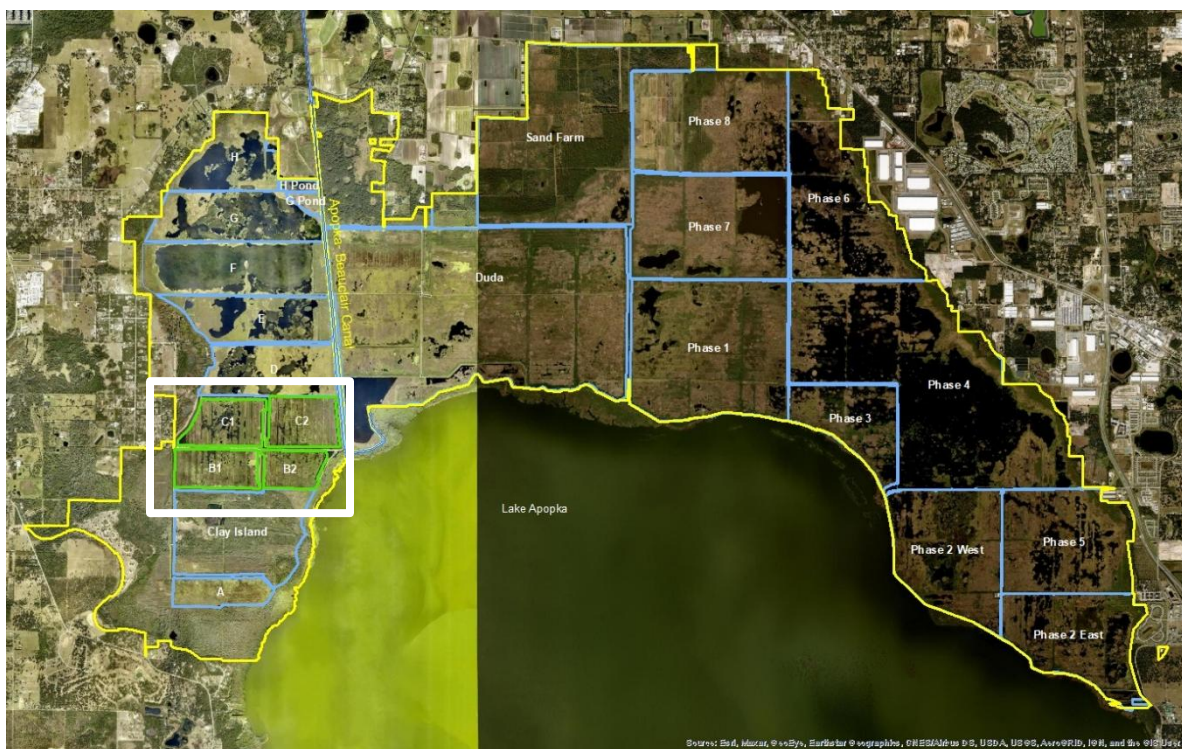 Sand Farm
Phase 8
H
H Pond
G Pond
G
Apopka-Beauclair Canal
Phase 6
Phase 7
F
Duda
E
Phase 1
D
Phase 4
C1
C2
Phase 3
B1
B2
Lake Apopka
Clay Island
Phase 2 West
Phase 5
A
Phase 2 East
Source: Esri, Maxar, GeoEye, Earthstar Geographics, CNES/Airbus DS, USDA, USGS, AeroGRID, IGN, and the GIS User